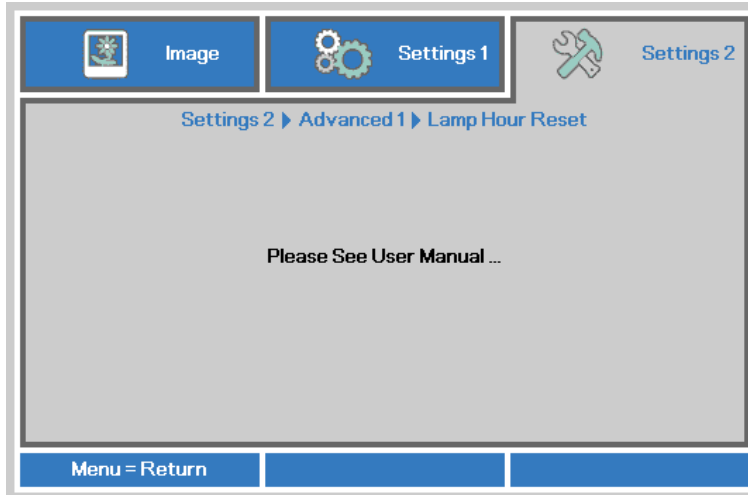 Image
Settings 1
Settings 2
Settings 2 ▶ Advanced 1 ▶ Lamp Hour Reset
Please See User Manual ...
Menu = Return